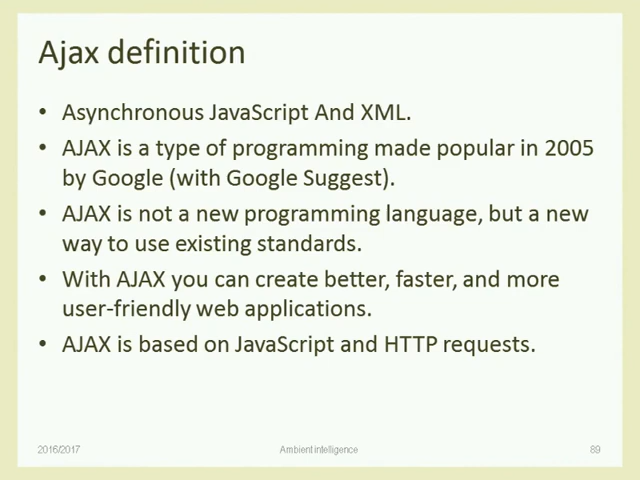 Ajax definition
• Asynchronous JavaScript And XML.
• AJAX is a type of programming made popular in 2005
by Google (with Google Suggest).
• AJAX is not a new programming language, but a new
way to use existing standards.
• With AJAX you can create better, faster, and more
user-friendly web applications.
• AJAX is based on JavaScript and HTTP requests.
2016/2017 Ambient intelligence 89